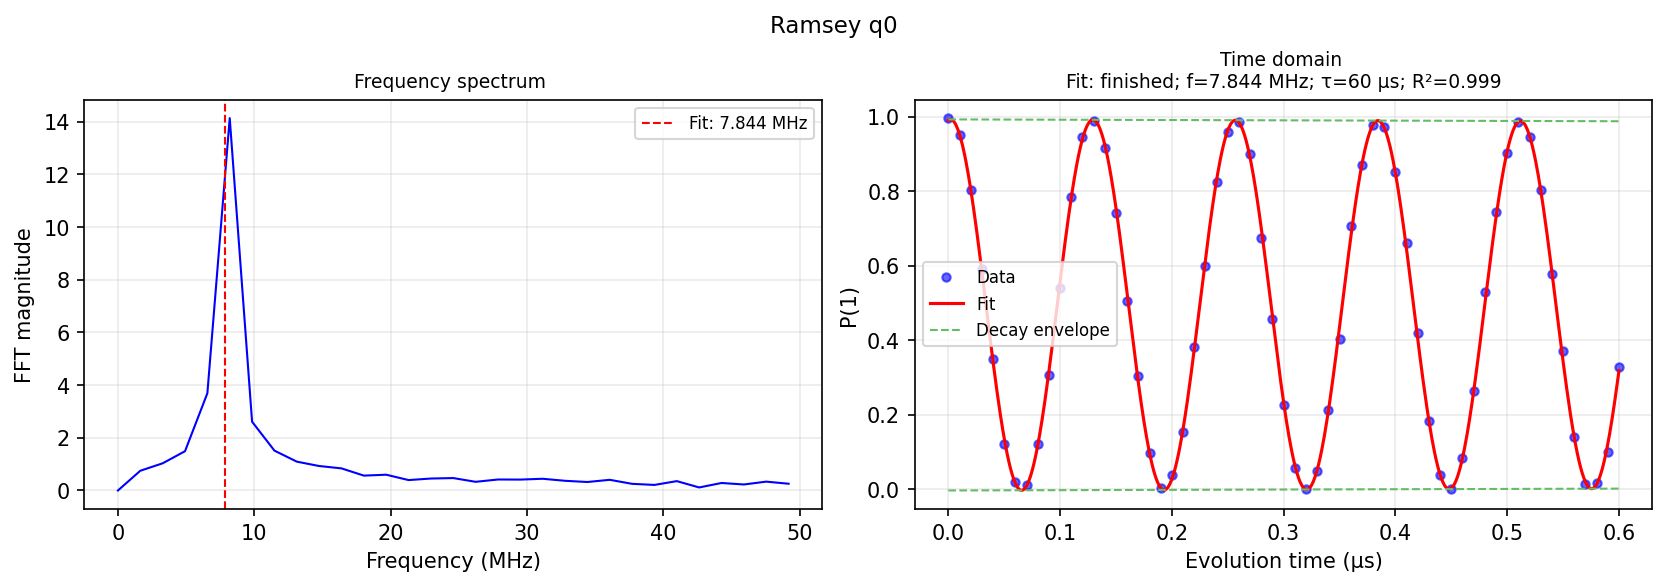 Ramsey q0
Frequency spectrum
FFT magnitude
14
12
10
8
6
4
2
0
Fit: 7.844 MHz
0
10
20
30
40
50
Frequency (MHz)
Time domain
Fit: finished; f=7.844 MHz; τ=60 µs; R²=0.999
P(1)
1.0
0.8
0.6
0.4
0.2
0.0
Data
Fit
Decay envelope
0.0
0.1
0.2
0.3
0.4
0.5
0.6
Evolution time (µs)